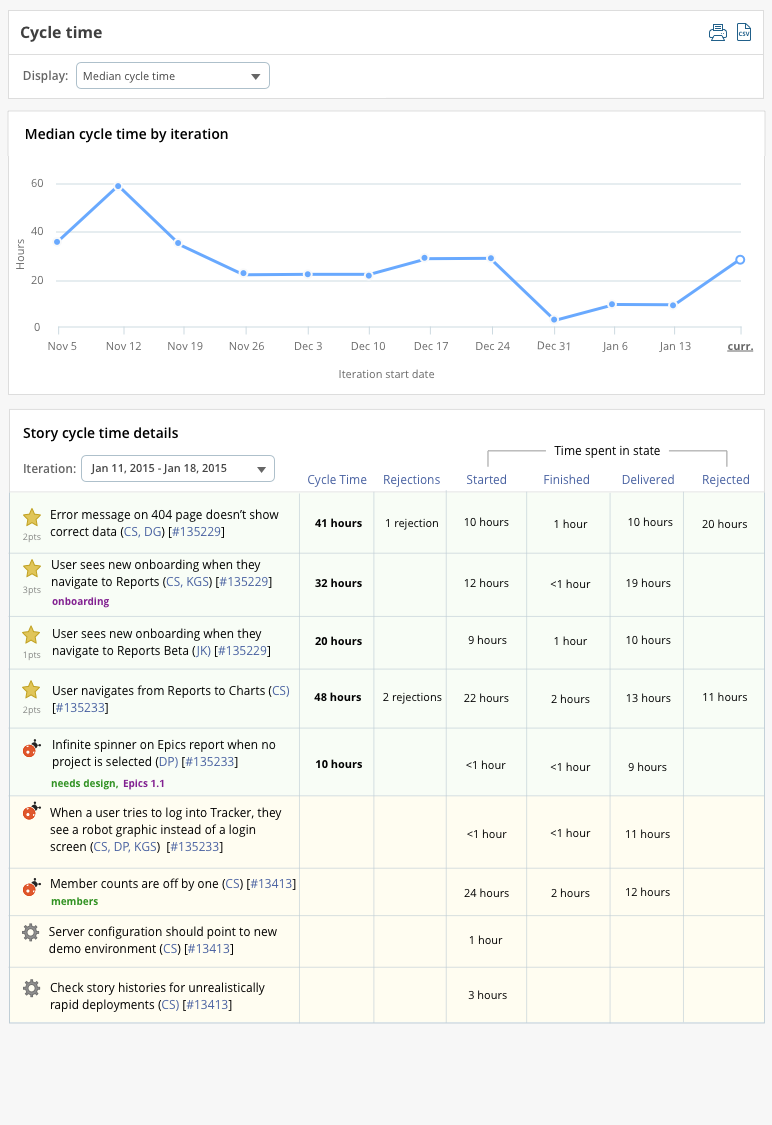 Cycle time
CSV
Display:
Median cycle time
Median cycle time by iteration
60
40
20
0
Hours
Nov 5
Nov 12
Nov 19
Nov 26
Dec 3
Dec 10
Dec 17
Dec 24
Dec 31
Jan 6
Jan 13
curr.
Iteration start date
Story cycle time details
Time spent in state
Iteration:
Jan 11, 2015 - Jan 18, 2015
Cycle Time
Rejections
Started
Finished
Delivered
Rejected
2pts
Error message on 404 page doesn’t show
correct data (CS, DG) [#135229]
41 hours
1 rejection
10 hours
1 hour
10 hours
20 hours
3pts
User sees new onboarding when they
navigate to Reports (CS, KGS) [#135229]
onboarding
32 hours
12 hours
<1 hour
19 hours
1pts
User sees new onboarding when they
navigate to Reports Beta (JK) [#135229]
20 hours
9 hours
1 hour
10 hours
2pts
User navigates from Reports to Charts (CS)
[#135233]
48 hours
2 rejections
22 hours
2 hours
13 hours
11 hours
Infinite spinner on Epics report when no
project is selected (DP) [#135233]
needs design, Epics 1.1
10 hours
<1 hour
<1 hour
9 hours
When a user tries to log into Tracker, they
see a robot graphic instead of a login
screen (CS, DP, KGS) [#135233]
<1 hour
<1 hour
11 hours
Member counts are off by one (CS) [#13413]
members
24 hours
2 hours
12 hours
Server configuration should point to new
demo environment (CS) [#13413]
1 hour
Check story histories for unrealistically
rapid deployments (CS) [#13413]
3 hours